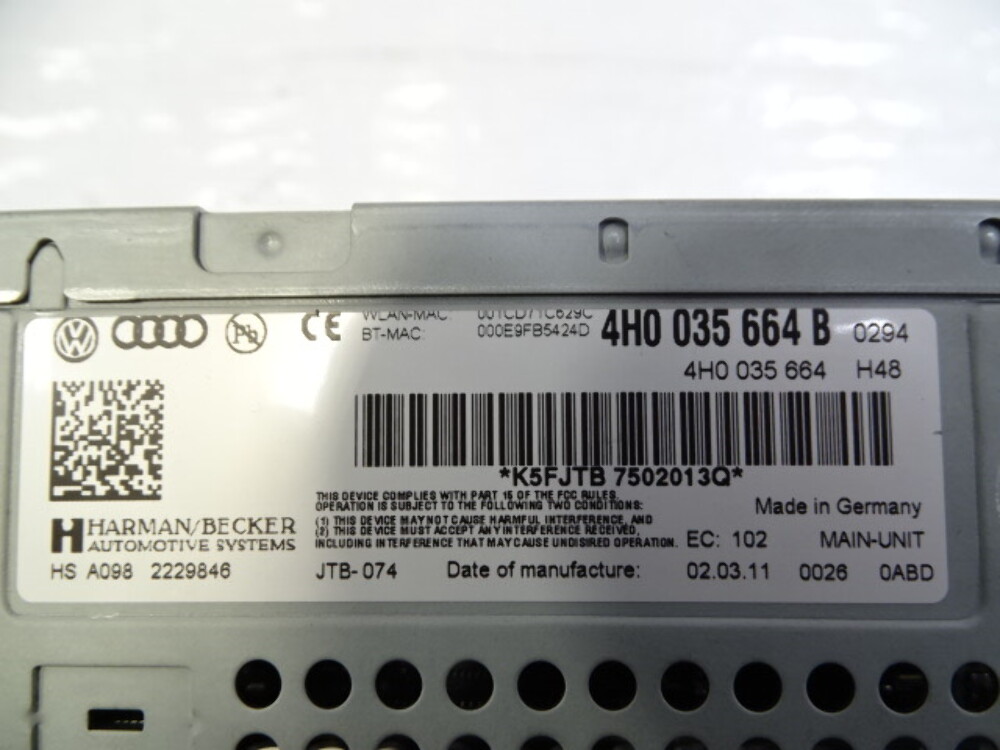 WLAN-MAC: 001CD71C629C
BT-MAC: 000E9FB5424D
4H0 035 664 B 0294
4H0 035 664 H48
*K5FJTB 7502013Q*
THIS DEVICE COMPLIES WITH PART 15 OF THE FCC RULES.
OPERATION IS SUBJECT TO THE FOLLOWING TWO CONDITIONS:
(1) THIS DEVICE MAY NOT CAUSE HARMFUL INTERFERENCE, AND
(2) THIS DEVICE MUST ACCEPT ANY INTERFERENCE RECEIVED,
INCLUDING INTERFERENCE THAT MAY CAUSE UNDISIRED OPERATION.
Made in Germany
EC: 102 MAIN-UNIT
HARMAN/BECKER
AUTOMOTIVE SYSTEMS
HS A098 2229846 JTB-074 Date of manufacture: 02.03.11 0026 0ABD